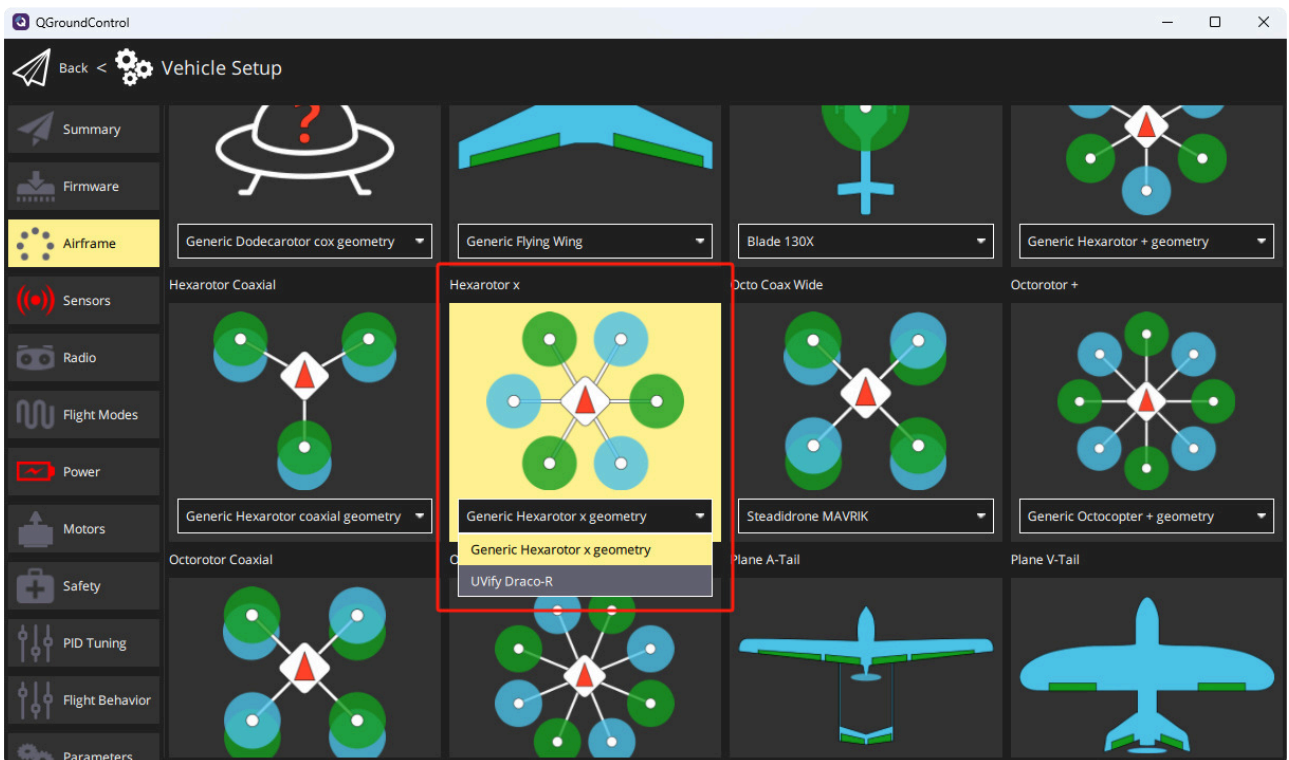 QGroundControl
Back < Vehicle Setup
Summary
Firmware
Airframe
Sensors
Radio
Flight Modes
Power
Motors
Safety
PID Tuning
Flight Behavior
Parameters
?
Generic Dodecarotor cox geometry
Generic Flying Wing
Blade 130X
Generic Hexarotor + geometry
Hexarotor Coaxial
Hexarotor x
Octo Coax Wide
Octorotor +
Generic Hexarotor coaxial geometry
Generic Hexarotor x geometry
Steadidrone MAVRIK
Generic Octocopter + geometry
Generic Hexarotor x geometry
UVify Draco-R
Octorotor Coaxial
Plane A-Tail
Plane V-Tail